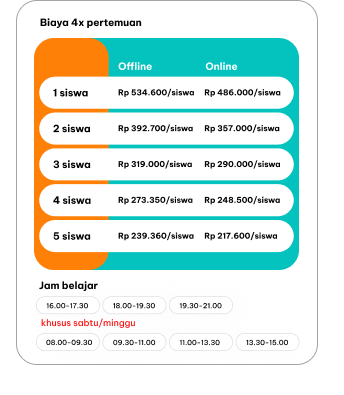 Biaya 4x pertemuan
Offline Online
1 siswa Rp 534.600/siswa Rp 486.000/siswa
2 siswa Rp 392.700/siswa Rp 357.000/siswa
3 siswa Rp 319.000/siswa Rp 290.000/siswa
4 siswa Rp 273.350/siswa Rp 248.500/siswa
5 siswa Rp 239.360/siswa Rp 217.600/siswa
Jam belajar
16.00-17.30 18.00-19.30 19.30-21.00
khusus sabtu/minggu
08.00-09.30 09.30-11.00 11.00-13.30 13.30-15.00